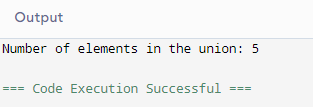 Output
Number of elements in the union: 5
=== Code Execution Successful ===